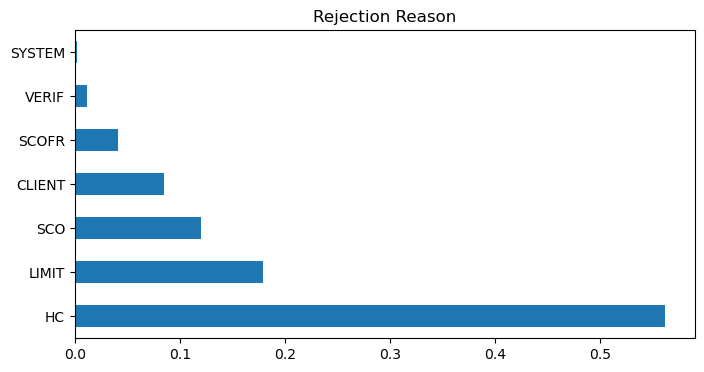 Rejection Reason
SYSTEM
VERIF
SCOFR
CLIENT
SCO
LIMIT
HC
0.0 0.1 0.2 0.3 0.4 0.5